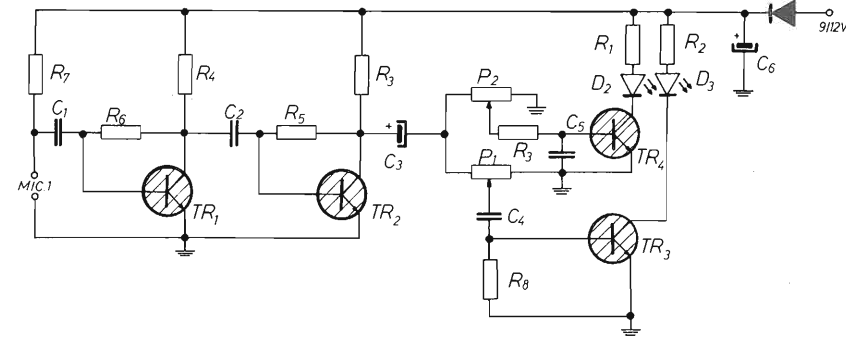 9/12V
R1
R2
R7
R4
R3
C6
P2
D2
D3
C1
R6
C2
R5
C5
C3
R3
TR4
P1
MIC.1
TR1
TR2
C4
TR3
R8
+
+